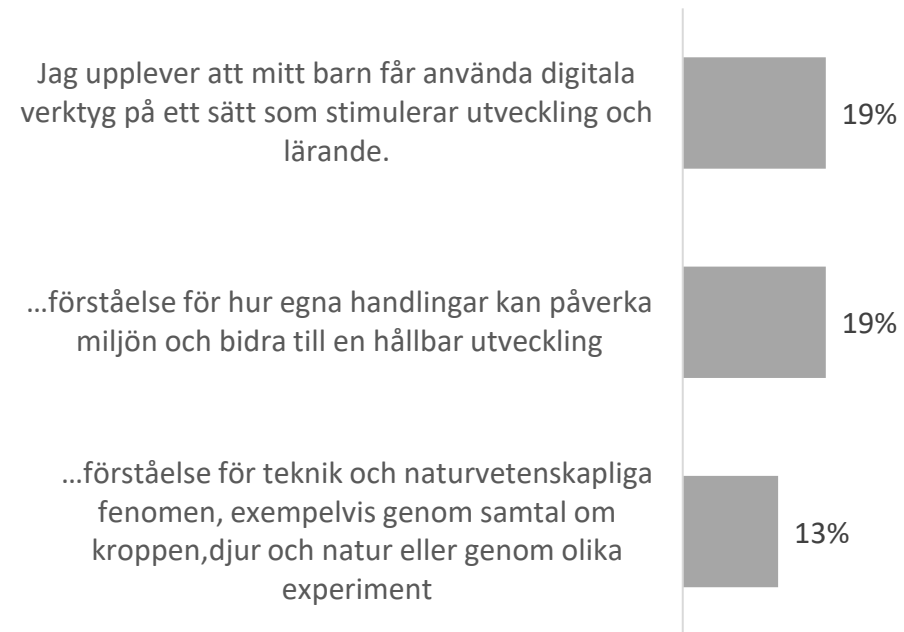 Jag upplever att mitt barn får använda digitala
verktyg på ett sätt som stimulerar utveckling och
lärande.
19%
...förståelse för hur egna handlingar kan påverka
miljön och bidra till en hållbar utveckling
19%
...förståelse för teknik och naturvetenskapliga
fenomen, exempelvis genom samtal om
kroppen,djur och natur eller genom olika
experiment
13%